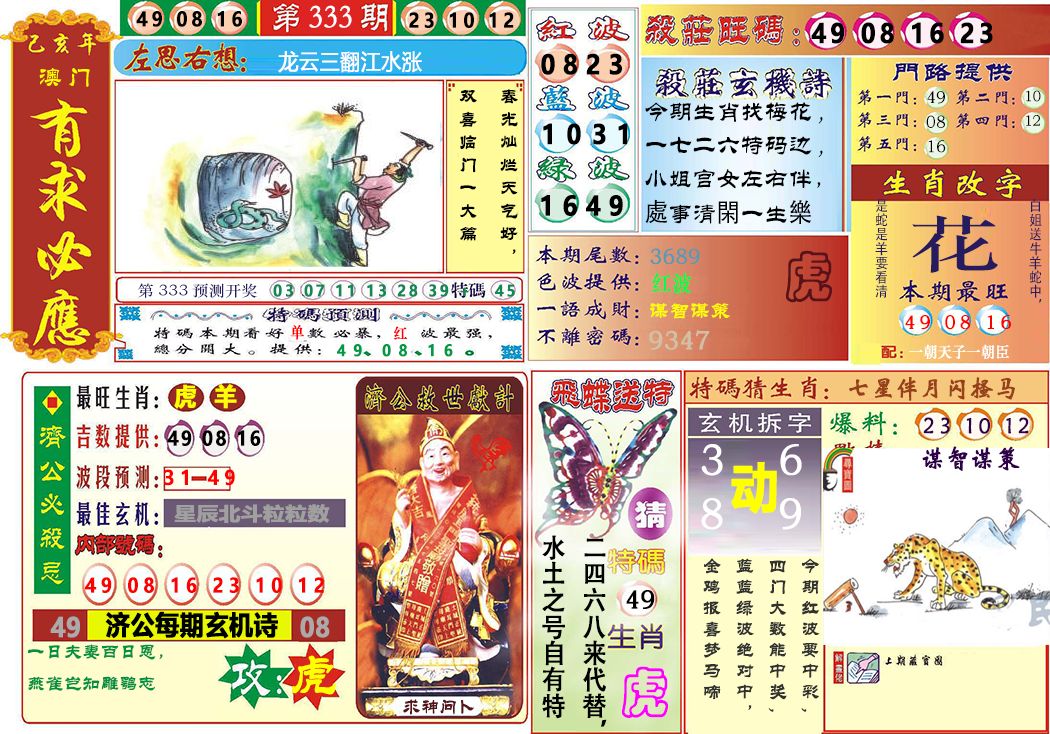 乙亥年
澳门
有求必應
49 08 16 第333期 23 10 12
左思右想： 龙云三翻江水涨
春光灿烂天气好，
双喜临门一大篇
第333预测开奖 03 07 11 13 28 39 特碼 45
特碼預測
特碼本期看好单数必暴，红波最强，
總分開大。提供：49、08、16。
紅波
08 23
藍波
10 31
綠波
16 49
殺莊旺碼：49 08 16 23
殺莊玄機詩
今期生肖找梅花，
一七二六特码边，
小姐宫女左右伴，
處事清閑一生樂
門路提供
第一門：49 第二門：10
第三門：08 第四門：12
第五門：16
生肖改字
白姐送牛羊蛇中，
是蛇是羊要看清
花
本期最旺
49 08 16
配：一朝天子一朝臣
本期尾數：3689
色波提供：红波
一語成財：谋智谋策
不離密碼：9347
虎
濟公必殺忌
最旺生肖：虎 羊
吉数提供：49 08 16
波段预测：31—49
最佳玄机：星辰北斗粒粒数
内部號碼：
49 08 16 23 10 12
49 济公每期玄机诗 08
一日夫妻百日恩，
燕雀岂知雕鹗志
攻：虎
濟公救世獻計
敬贈
求神问卜
飛蝶送特
猜
特碼
49
生肖
虎
二四六八来代替，
水土之号自有特
特碼猜生肖：七星伴月闪怪马
玄机拆字
3 6
动
8 9
今期红波要中彩，
四门大数能中奖，
蓝蓝绿波绝对中，
金鸡报喜梦马啼
爆料：23 10 12
谋智谋策
尋寶圖
上期藏宝图